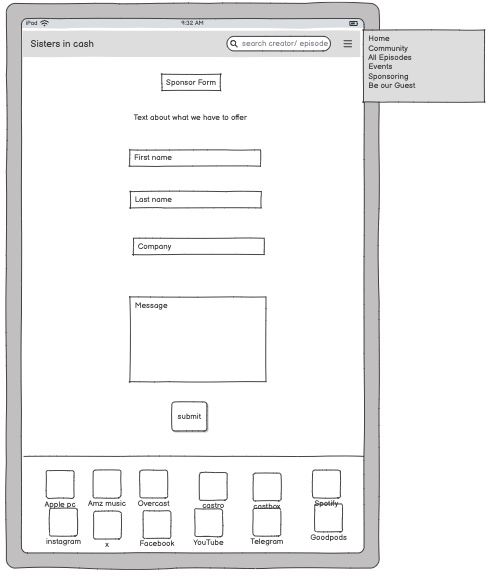 iPod 9:32 AM
Sisters in cash search creator/ episode
Home
Community
All Episodes
Events
Sponsoring
Be our Guest
Sponsor Form
Text about what we have to offer
First name
Last name
Company
Message
submit
Apple pc Amz music Overcast castro castbox Spotify
instagram x Facebook YouTube Telegram Goodpods